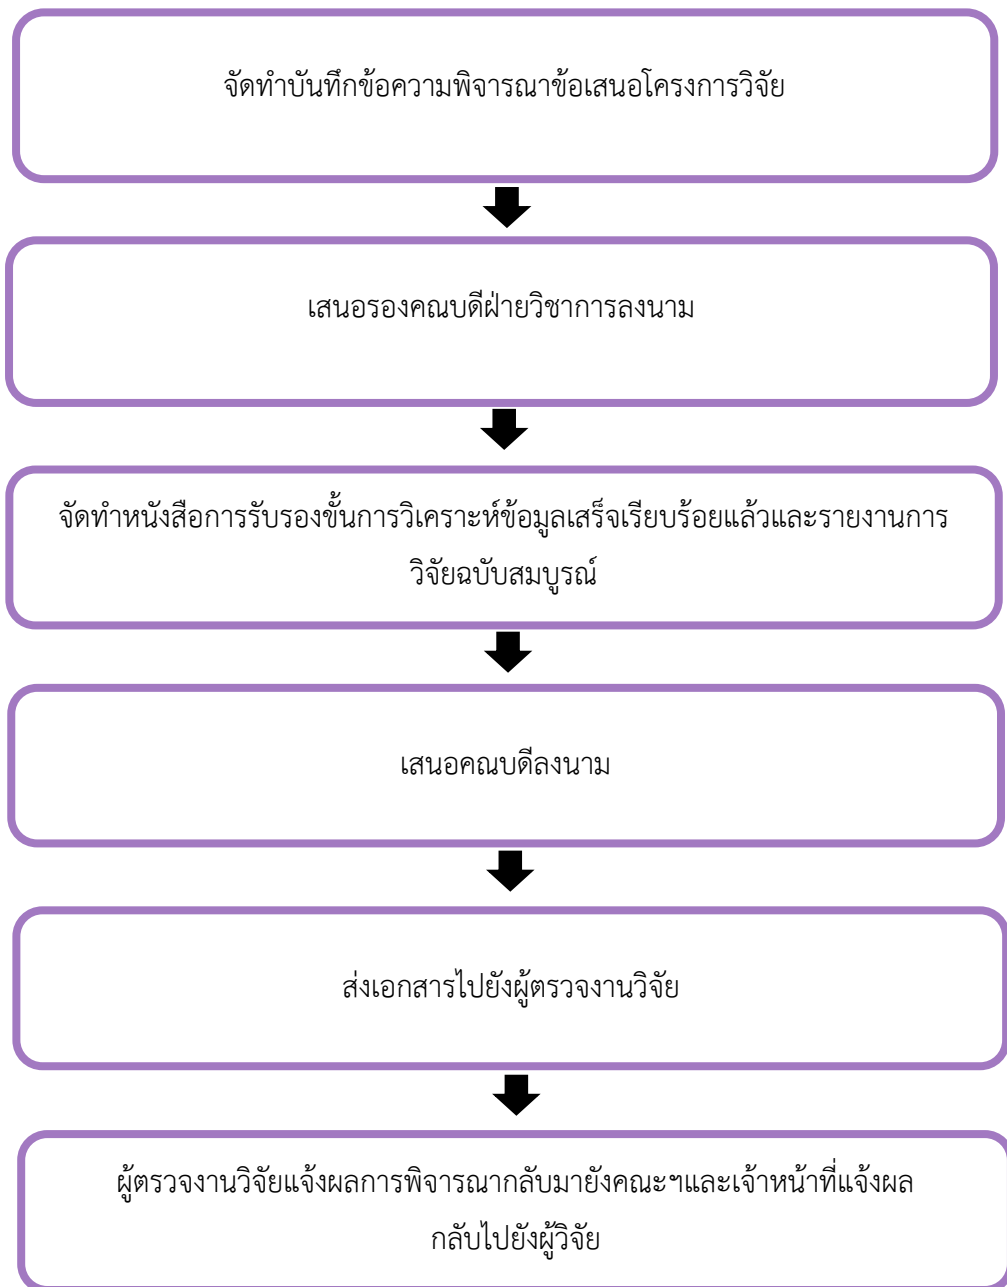 จัดทำบันทึกข้อความพิจารณาข้อเสนอโครงการวิจัย
เสนอรองคณบดีฝ่ายวิชาการลงนาม
จัดทำหนังสือการรับรองขั้นการวิเคราะห์ข้อมูลเสร็จเรียบร้อยแล้วและรายงานการ
วิจัยฉบับสมบูรณ์
เสนอคณบดีลงนาม
ส่งเอกสารไปยังผู้ตรวจงานวิจัย
ผู้ตรวจงานวิจัยแจ้งผลการพิจารณากลับมายังคณะฯและเจ้าหน้าที่แจ้งผล
กลับไปยังผู้วิจัย